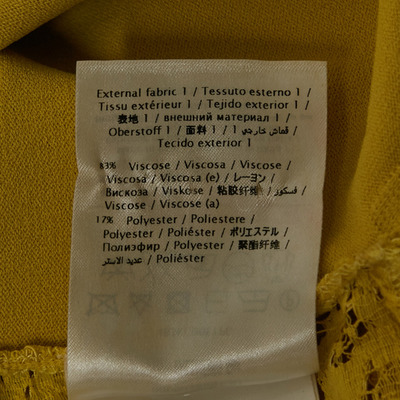 External fabric 1 / Tessuto esterno 1 /
Tissu extérieur 1 / Tejido exterior 1 /
表地 1 / внешний материал 1 /
Oberstoff 1 / 面料 1 / قماش خارجي 1 /
Tecido exterior 1
83% Viscose / Viscosa / Viscose /
Viscosa / Viscosa (e) / レーヨン /
Вискоза / Viskose / 粘胶纤维 / فسكوز /
Viscose / Viscose (a)
17% Polyester / Poliestere /
Polyester / Poliéster / ポリエステル /
Полиэфир / Polyester / 聚酯纤维 /
عديد الاستر / Poliéster